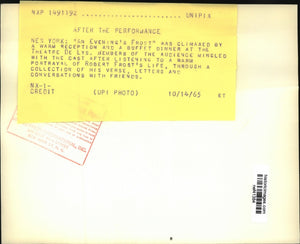 NXP 1491192 UNIPIX
AFTER THE PERFORMANCE
NEW YORK: "AN EVENING'S FROST" WAS CLIMAXED BY
A WARM RECEPTION AND A BUFFET DINNER AT THE
THEATRE DE LYS. MEMBERS OF THE AUDIENCE MINGLED
WITH THE CAST AFTER LISTENING TO A WARM
PORTRAYAL OF ROBERT FROST'S LIFE, THROUGH A
COLLECTION OF HIS VERSE, LETTERS AND
CONVERSATIONS WITH FRIENDS.
NX-1-
CREDIT (UPI PHOTO) 10/14/65 KT